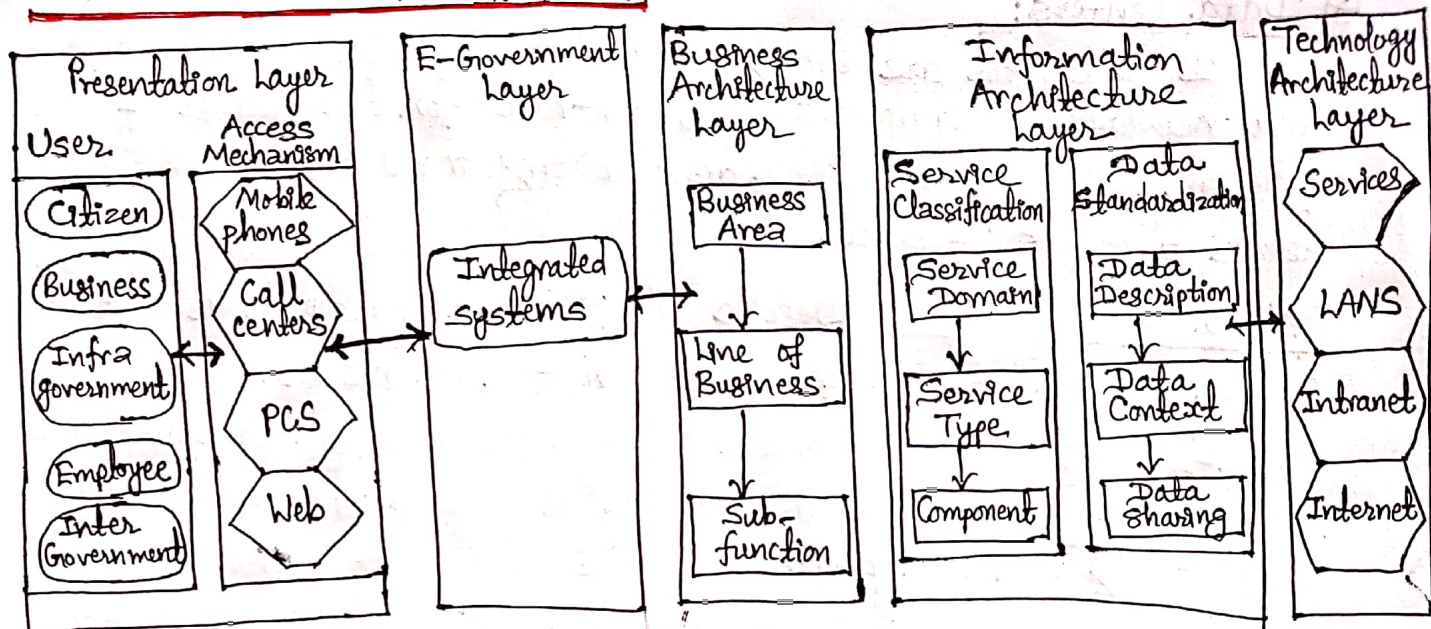 Presentation Layer
User
Access
Mechanism
Citizen
Business
Infra
government
Employee
Inter
Government
Mobile
phones
Call
centers
PCS
Web
E-Government
Layer
Integrated
systems
Business
Architecture
Layer
Business
Area
Line of
Business
Sub-
function
Information
Architecture
Layer
Service
Classification
Service
Domain
Service
Type
Component
Data
Standardization
Data
Description
Data
Context
Data
Sharing
Technology
Architecture
Layer
Services
LANS
Intranet
Internet